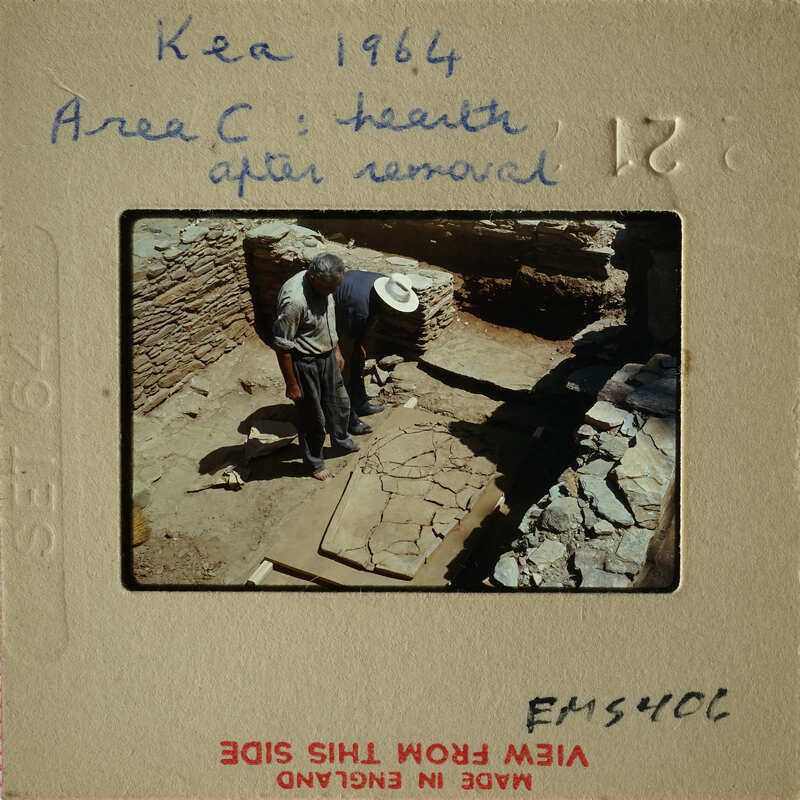 Kea 1964
Area C : hearth
after removal
21
SET 64
EMS406
VIEW FROM THIS SIDE
MADE IN ENGLAND